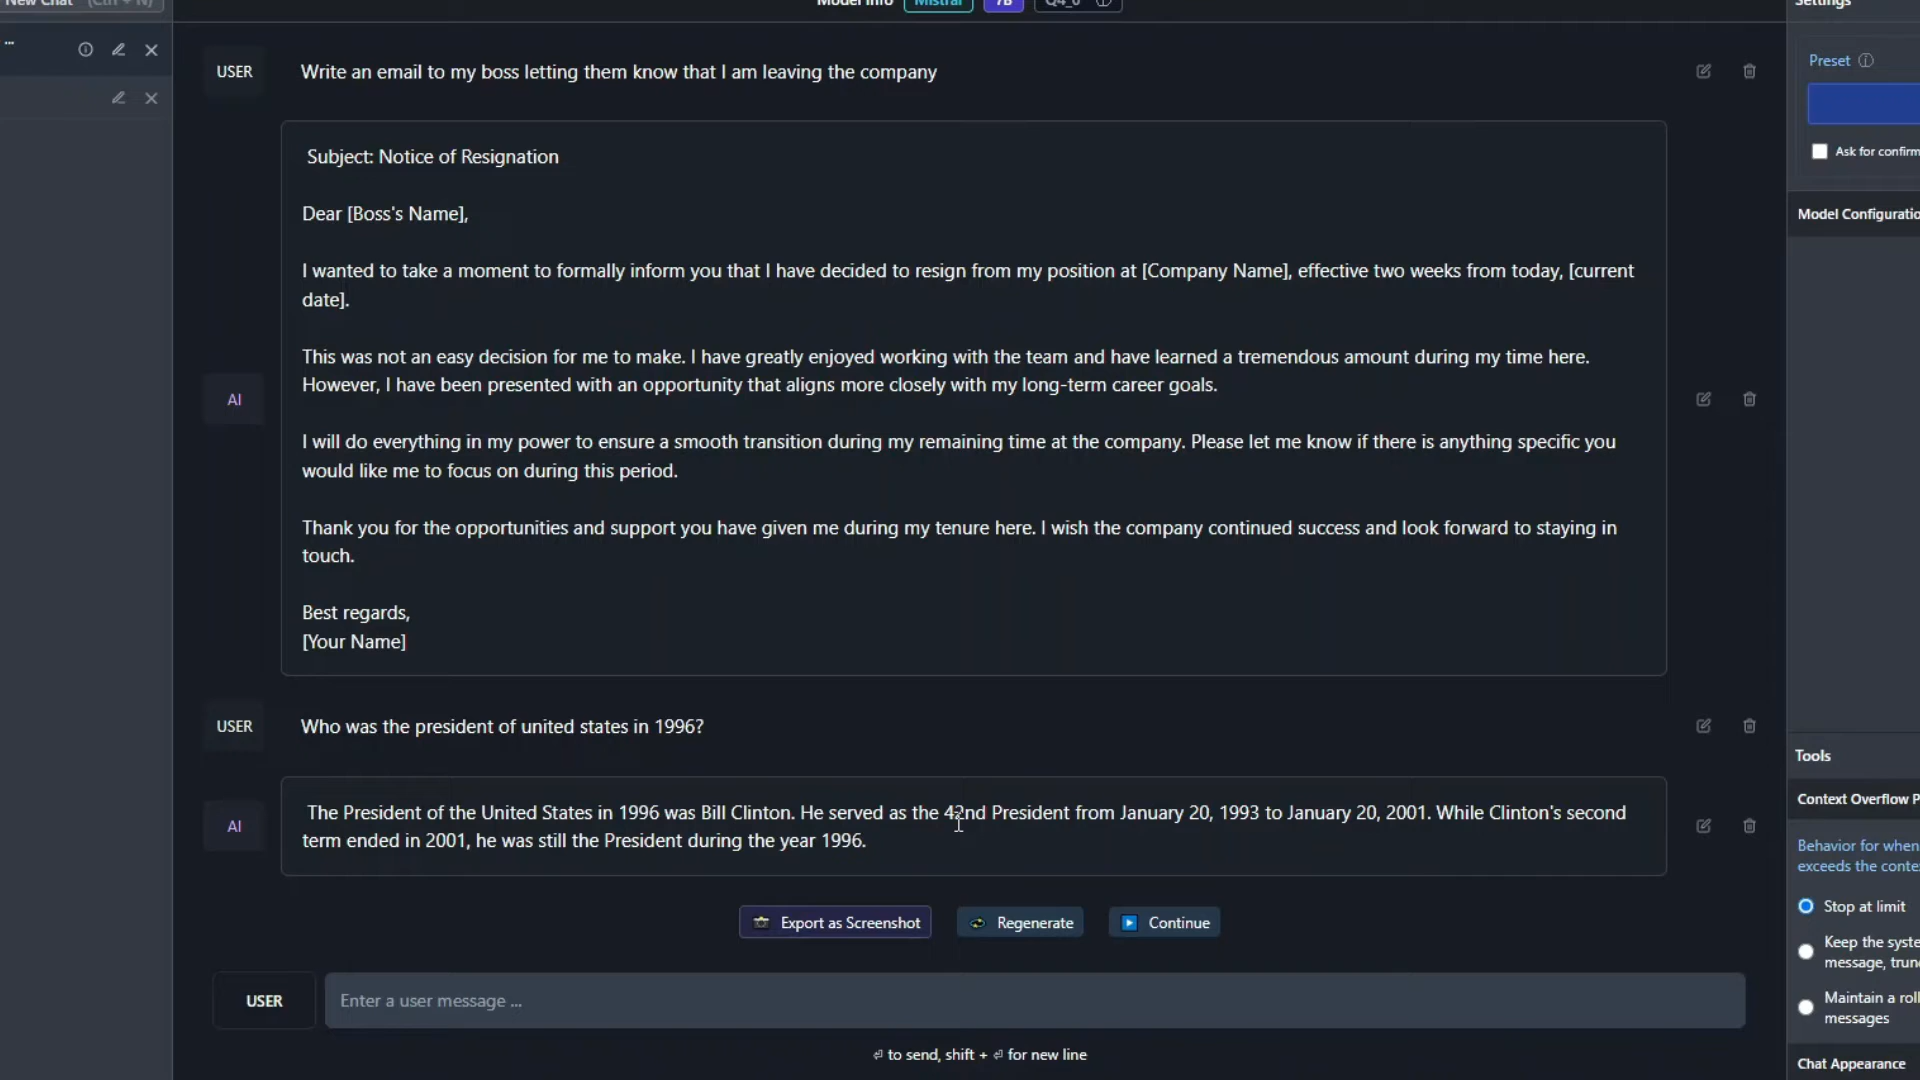 New Chat (Ctrl + N)
Model Info Mistral 7B Q4_0
Settings
...
USER
Write an email to my boss letting them know that I am leaving the company
Subject: Notice of Resignation
Dear [Boss's Name],
I wanted to take a moment to formally inform you that I have decided to resign from my position at [Company Name], effective two weeks from today, [current
date].
This was not an easy decision for me to make. I have greatly enjoyed working with the team and have learned a tremendous amount during my time here.
However, I have been presented with an opportunity that aligns more closely with my long-term career goals.
AI
I will do everything in my power to ensure a smooth transition during my remaining time at the company. Please let me know if there is anything specific you
would like me to focus on during this period.
Thank you for the opportunities and support you have given me during my tenure here. I wish the company continued success and look forward to staying in
touch.
Best regards,
[Your Name]
USER
Who was the president of united states in 1996?
AI
The President of the United States in 1996 was Bill Clinton. He served as the 42nd President from January 20, 1993 to January 20, 2001. While Clinton's second
term ended in 2001, he was still the President during the year 1996.
Export as Screenshot
Regenerate
Continue
USER
Enter a user message ...
⏎ to send, shift + ⏎ for new line
Preset
Ask for confirm
Model Configuratio
Tools
Context Overflow P
Behavior for when
exceeds the conte
Stop at limit
Keep the syste
message, trun
Maintain a roll
messages
Chat Appearance